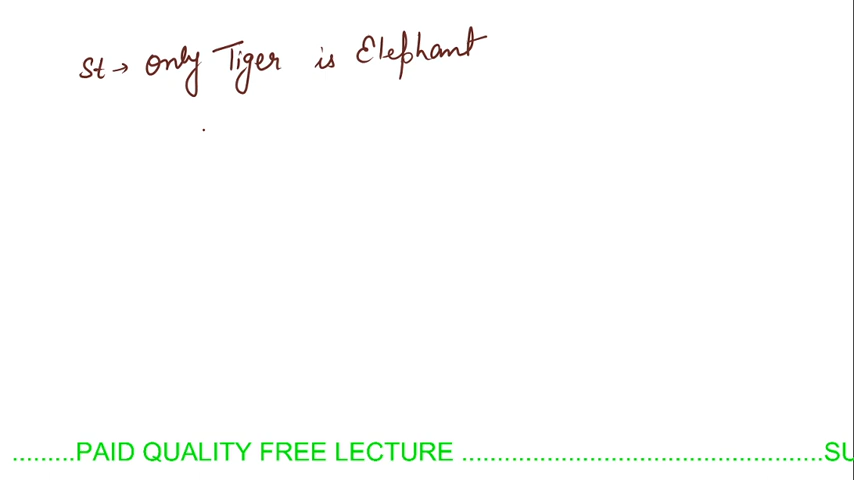 St → Only Tiger is Elephant
.........PAID QUALITY FREE LECTURE .................................................SU